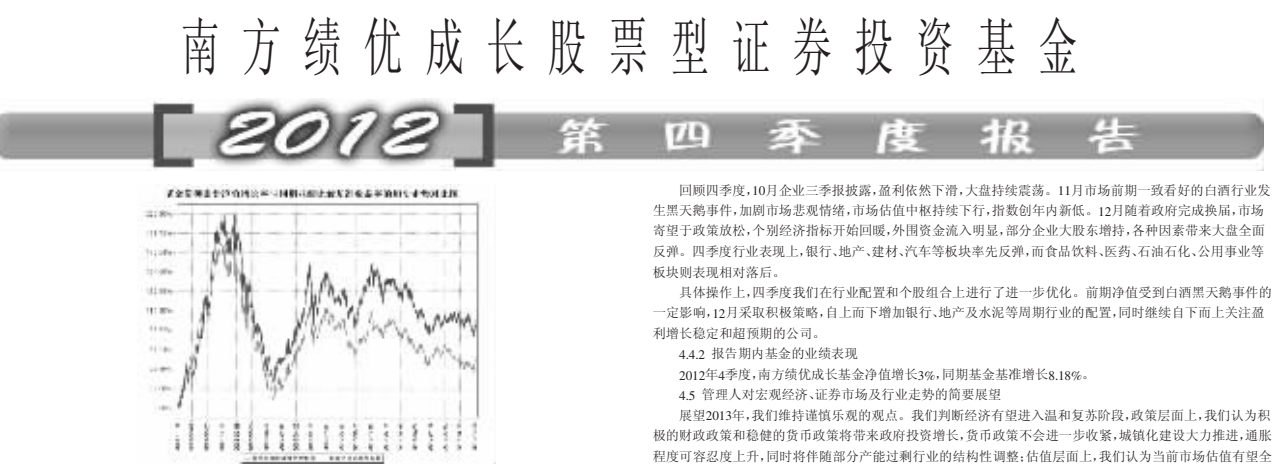 南方绩优成长股票型证券投资基金
2012 第四季度报告
回顾四季度，10月企业三季报披露，盈利依然下滑，大盘持续震荡。11月市场前期一致看好的白酒行业发
生黑天鹅事件，加剧市场悲观情绪，市场估值中枢持续下行，指数创年内新低。12月随着政府完成换届，市场
寄望于政策放松，个别经济指标开始回暖，外围资金流入明显，部分企业大股东增持，各种因素带来大盘全面
反弹。四季度行业表现上，银行、地产、建材、汽车等板块率先反弹，而食品饮料、医药、石油石化、公用事业等
板块则表现相对落后。
具体操作上，四季度我们在行业配置和个股组合上进行了进一步优化。前期净值受到白酒黑天鹅事件的
一定影响，12月采取积极策略，自上而下增加银行、地产及水泥等周期行业的配置，同时继续自下而上关注盈
利增长稳定和超预期的公司。
4.4.2 报告期内基金的业绩表现
2012年4季度，南方绩优成长基金净值增长3%，同期基金基准增长8.18%。
4.5 管理人对宏观经济、证券市场及行业走势的简要展望
展望2013年，我们维持谨慎乐观的观点。我们判断经济有望进入温和复苏阶段，政策层面上，我们认为积
极的财政政策和稳健的货币政策将带来政府投资增长，货币政策不会进一步收紧，城镇化建设大力推进，通胀
程度可容忍度上升，同时将伴随部分产能过剩行业的结构性调整；估值层面上，我们认为当前市场估值有望全